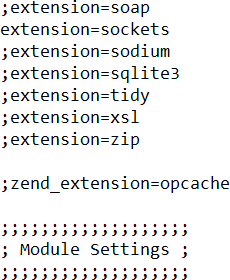 ;extension=soap
extension=sockets
;extension=sodium
;extension=sqlite3
;extension=tidy
;extension=xsl
;extension=zip

;zend_extension=opcache

;;;;;;;;;;;;;;;;;;;
; Module Settings ;
;;;;;;;;;;;;;;;;;;;